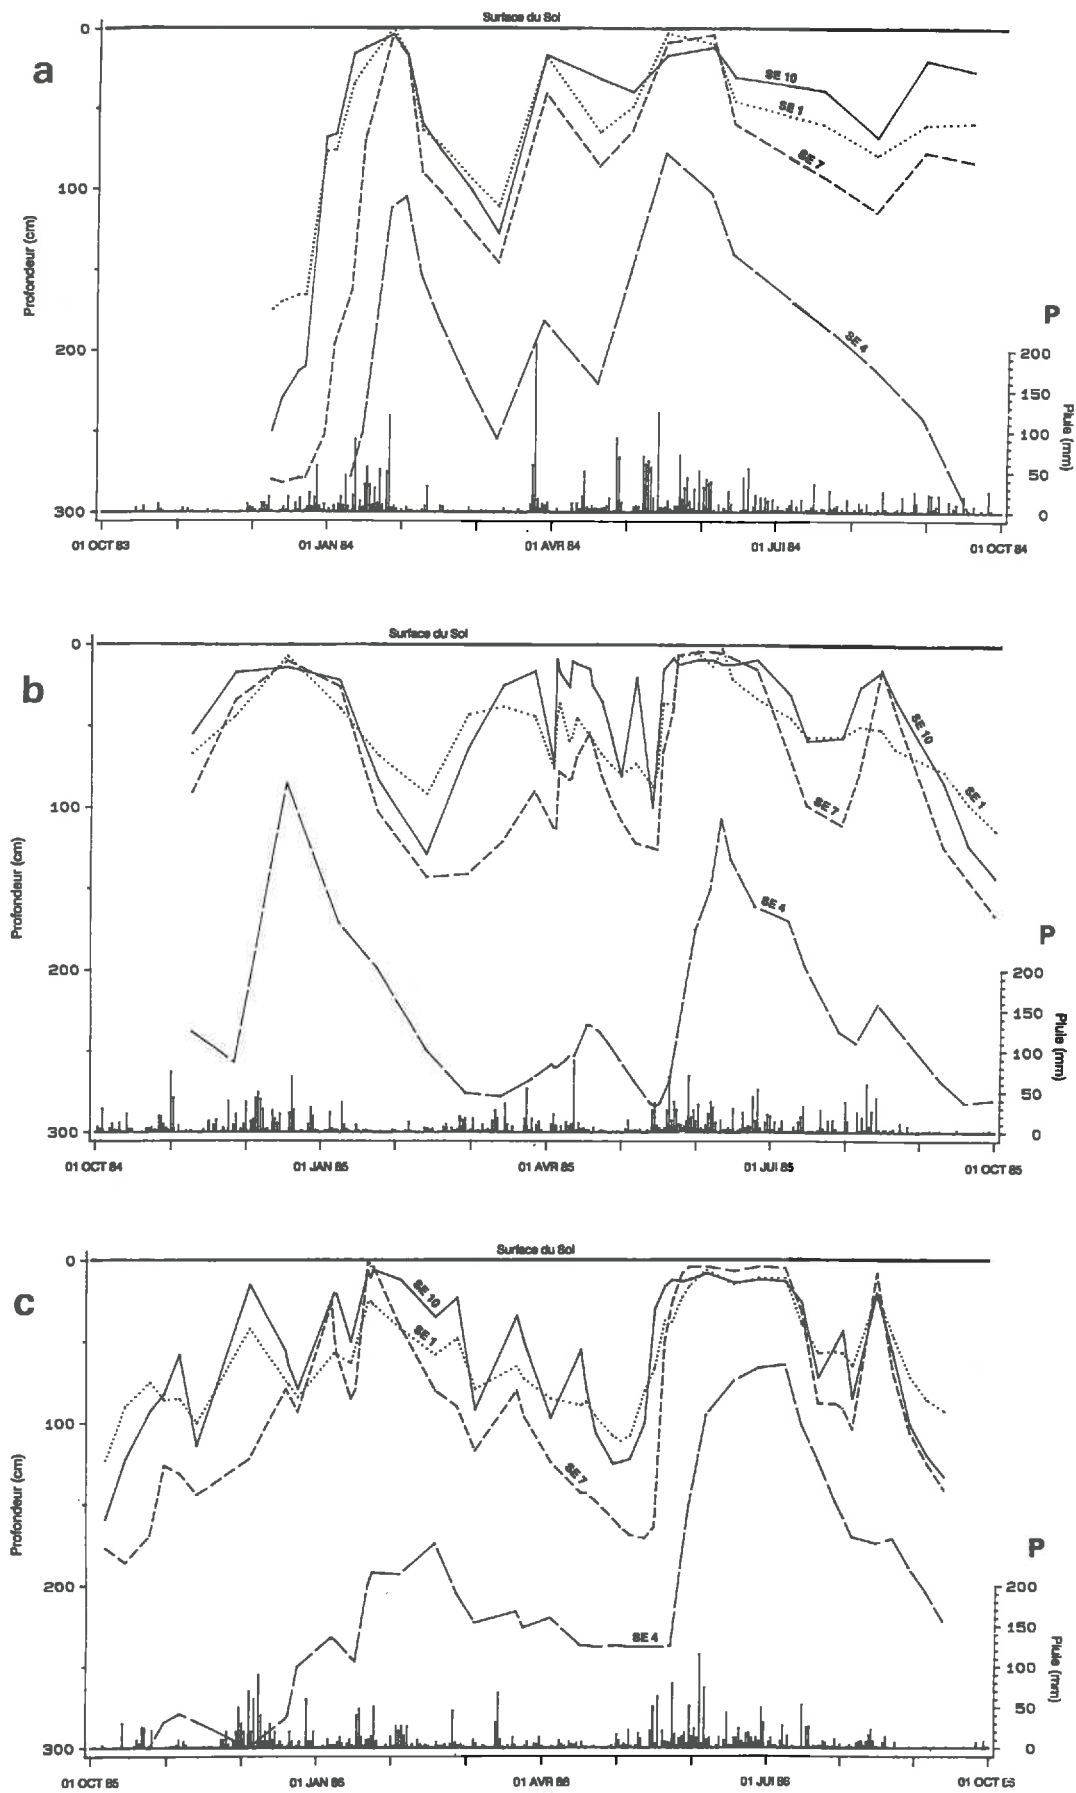 Surface du Sol
a
0
100
200
300
Profondeur (cm)
SE 10
SE 1
SE 7
SE 4
P
200
150
100
50
0
Pluie (mm)
01 OCT 83
01 JAN 84
01 AVR 84
01 JUI 84
01 OCT 84
Surface du Sol
b
0
100
200
300
Profondeur (cm)
SE 10
SE 1
SE 7
SE 4
P
200
150
100
50
0
Pluie (mm)
01 OCT 84
01 JAN 85
01 AVR 85
01 JUI 85
01 OCT 85
Surface du Sol
c
0
100
200
300
Profondeur (cm)
SE 10
SE 1
SE 7
SE 4
P
200
150
100
50
0
Pluie (mm)
01 OCT 85
01 JAN 86
01 AVR 86
01 JUI 86
01 OCT